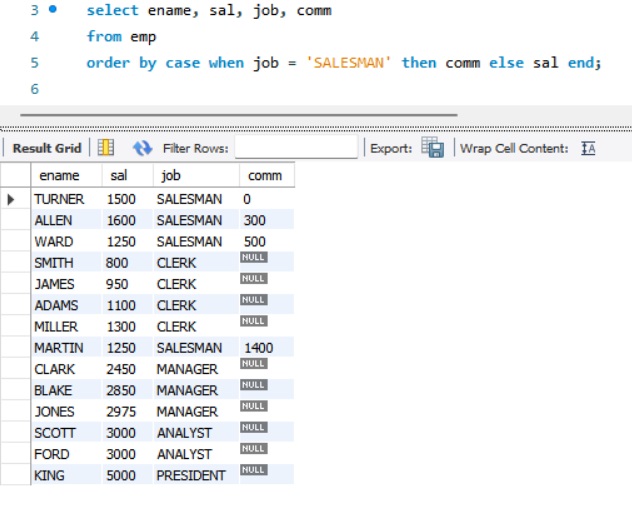 3 select ename, sal, job, comm
4 from emp
5 order by case when job = 'SALESMAN' then comm else sal end;
6
Result Grid Filter Rows: Export: Wrap Cell Content: IA
ename sal job comm
TURNER 1500 SALESMAN 0
ALLEN 1600 SALESMAN 300
WARD 1250 SALESMAN 500
SMITH 800 CLERK NULL
JAMES 950 CLERK NULL
ADAMS 1100 CLERK NULL
MILLER 1300 CLERK NULL
MARTIN 1250 SALESMAN 1400
CLARK 2450 MANAGER NULL
BLAKE 2850 MANAGER NULL
JONES 2975 MANAGER NULL
SCOTT 3000 ANALYST NULL
FORD 3000 ANALYST NULL
KING 5000 PRESIDENT NULL